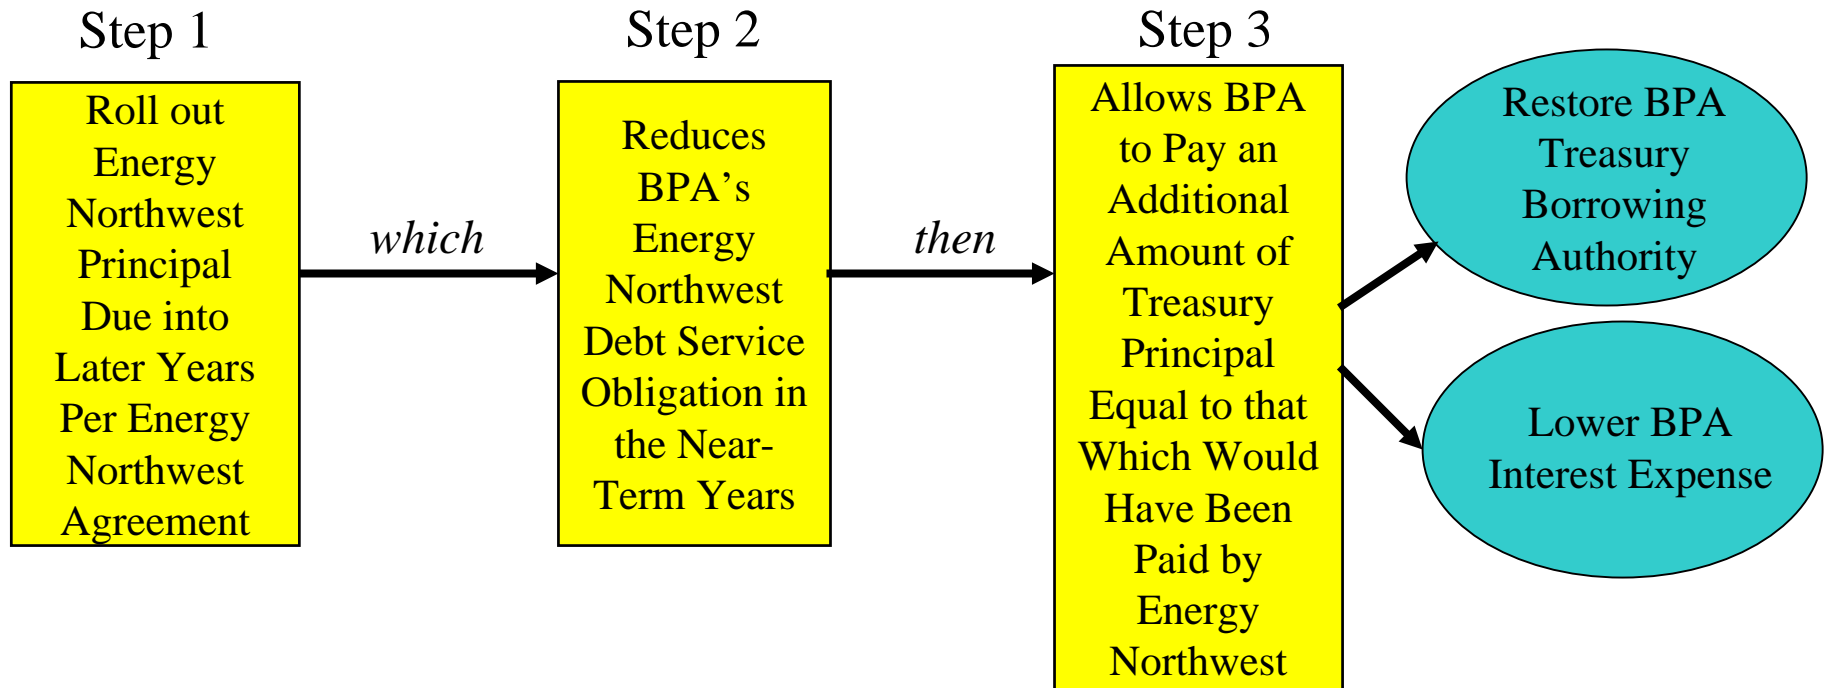 Step 1
Roll out
Energy
Northwest
Principal
Due into
Later Years
Per Energy
Northwest
Agreement
which
Step 2
Reduces
BPA’s
Energy
Northwest
Debt Service
Obligation in
the Near-
Term Years
then
Step 3
Allows BPA
to Pay an
Additional
Amount of
Treasury
Principal
Equal to that
Which Would
Have Been
Paid by
Energy
Northwest
Restore BPA
Treasury
Borrowing
Authority
Lower BPA
Interest Expense